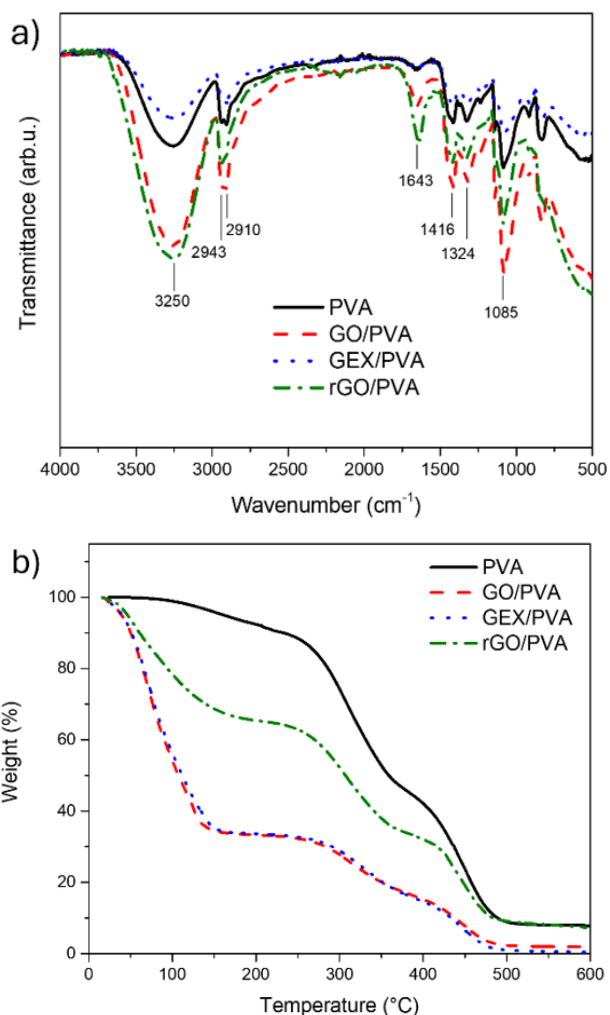 a)
Transmittance (arb.u.)
2943
2910
3250
1643
1416
1324
1085
PVA
GO/PVA
GEX/PVA
rGO/PVA
4000 3500 3000 2500 2000 1500 1000 500
Wavenumber (cm⁻¹)
b)
Weight (%)
100
80
60
40
20
0
PVA
GO/PVA
GEX/PVA
rGO/PVA
0 100 200 300 400 500 600
Temperature (°C)